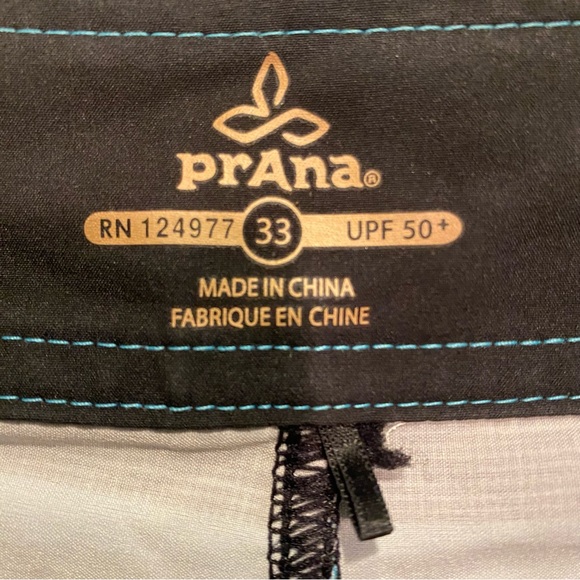 prAna®
RN 124977 33 UPF 50+
MADE IN CHINA
FABRIQUE EN CHINE